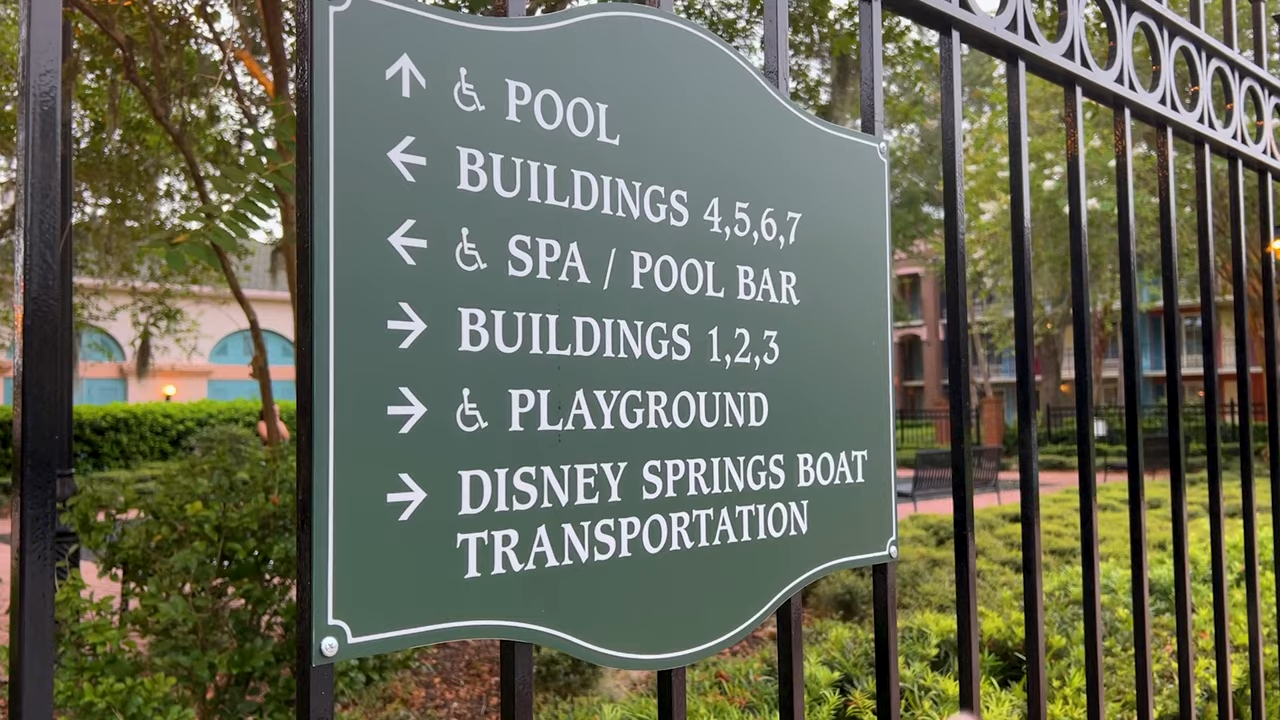 POOL
BUILDINGS 4,5,6,7
SPA / POOL BAR
BUILDINGS 1,2,3
PLAYGROUND
DISNEY SPRINGS BOAT
TRANSPORTATION